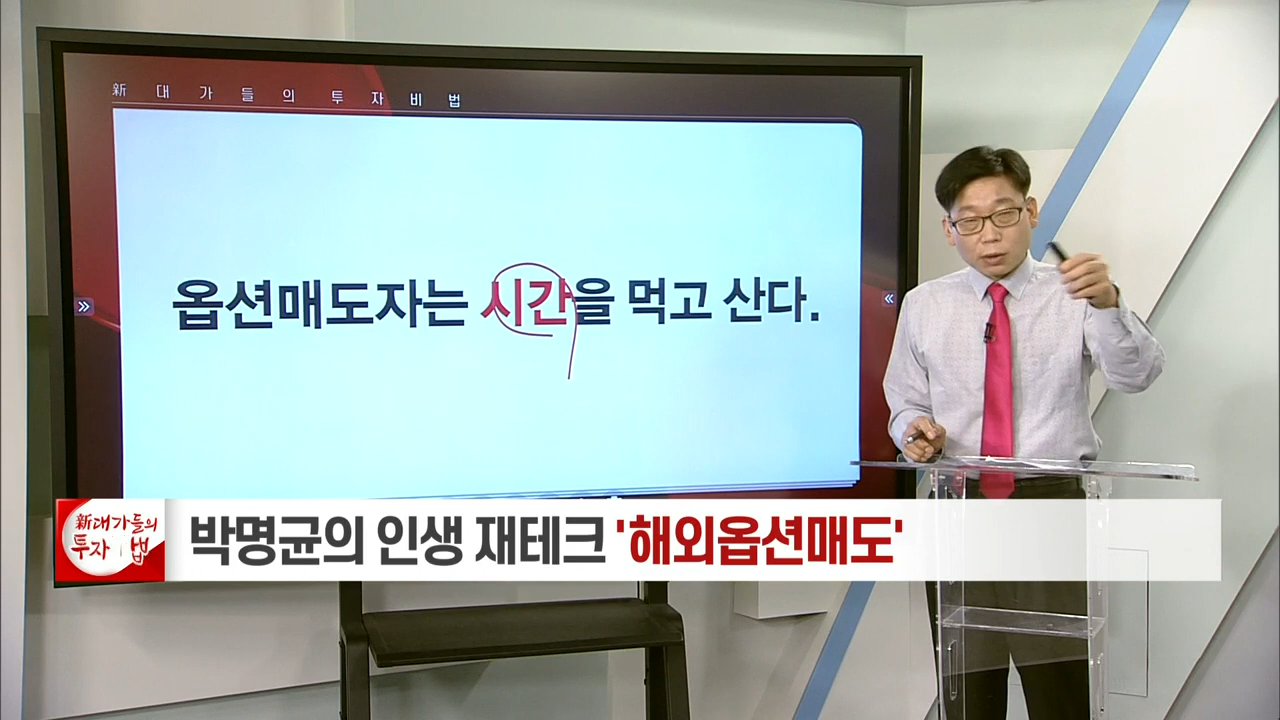 新 대가들의 투자비법
옵션매도자는 시간을 먹고 산다.
新대가들의
투자 법
박명균의 인생 재테크 '해외옵션매도'